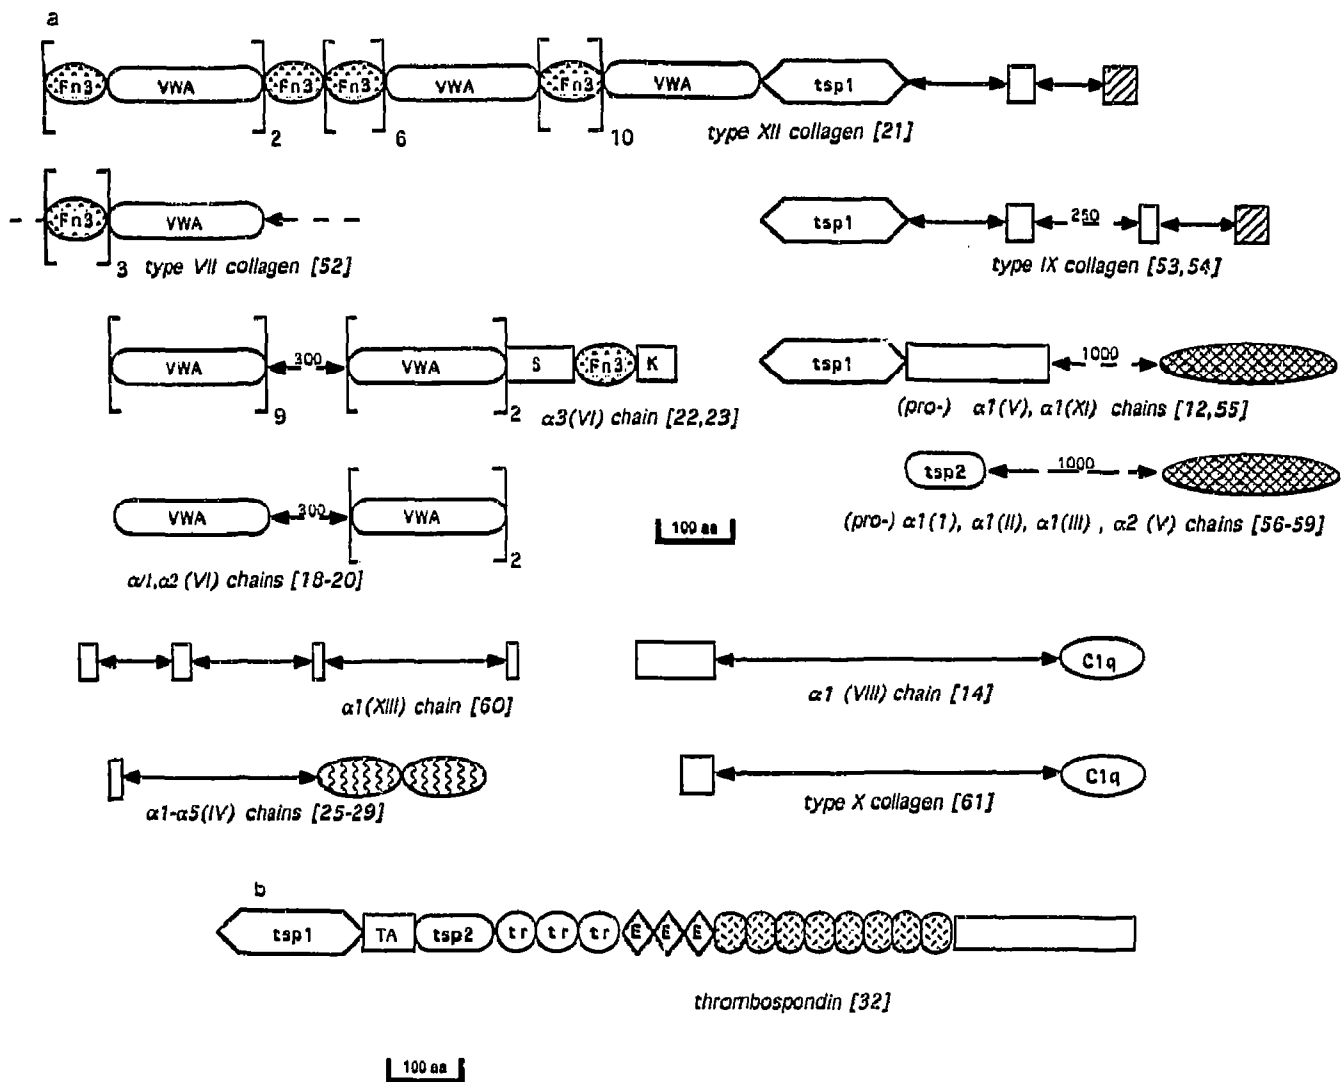 a
Fn3 VWA Fn3 Fn3 VWA Fn3 VWA tsp1
2 6 10
type XII collagen [21]
Fn3 VWA
3 type VII collagen [52]
tsp1 250
type IX collagen [53,54]
VWA 300 VWA S Fn3 K
9 2
α3(VI) chain [22,23]
tsp1 1000
(pro-) α1(V), α1(XI) chains [12,55]
tsp2 1000
(pro-) α1(1), α1(II), α1(III) , α2 (V) chains [56-59]
VWA 300 VWA
2
α1,α2 (VI) chains [18-20]
100 aa
α1(XIII) chain [60]
C1q
α1 (VIII) chain [14]
α1-α5(IV) chains [25-29]
C1q
type X collagen [61]
b
tsp1 TA tsp2 tr tr tr E E E
thrombospondin [32]
100 aa